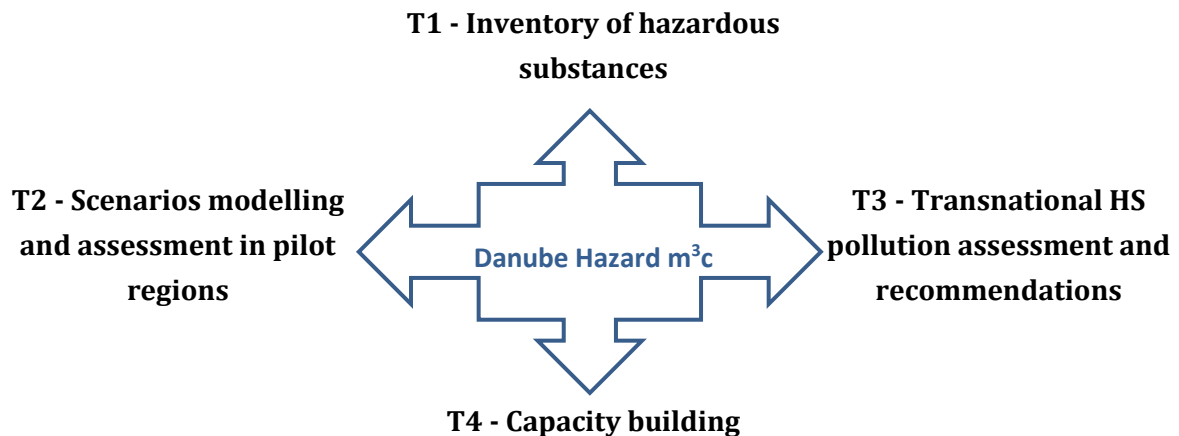 T1 - Inventory of hazardous
substances
T2 - Scenarios modelling
and assessment in pilot
regions
Danube Hazard m³c
T3 - Transnational HS
pollution assessment and
recommendations
T4 - Capacity building